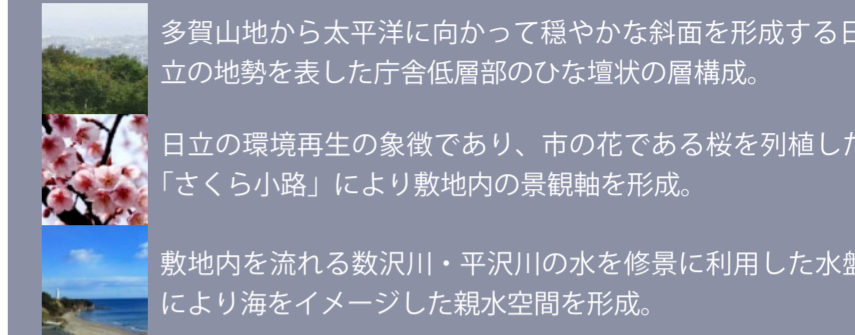 多賀山地から太平洋に向かって穏やかな斜面を形成する日
立の地勢を表した庁舎低層部のひな壇状の層構成。
日立の環境再生の象徴であり、市の花である桜を列植した
「さくら小路」により敷地内の景観軸を形成。
敷地内を流れる数沢川・平沢川の水を修景に利用した水盤
により海をイメージした親水空間を形成。